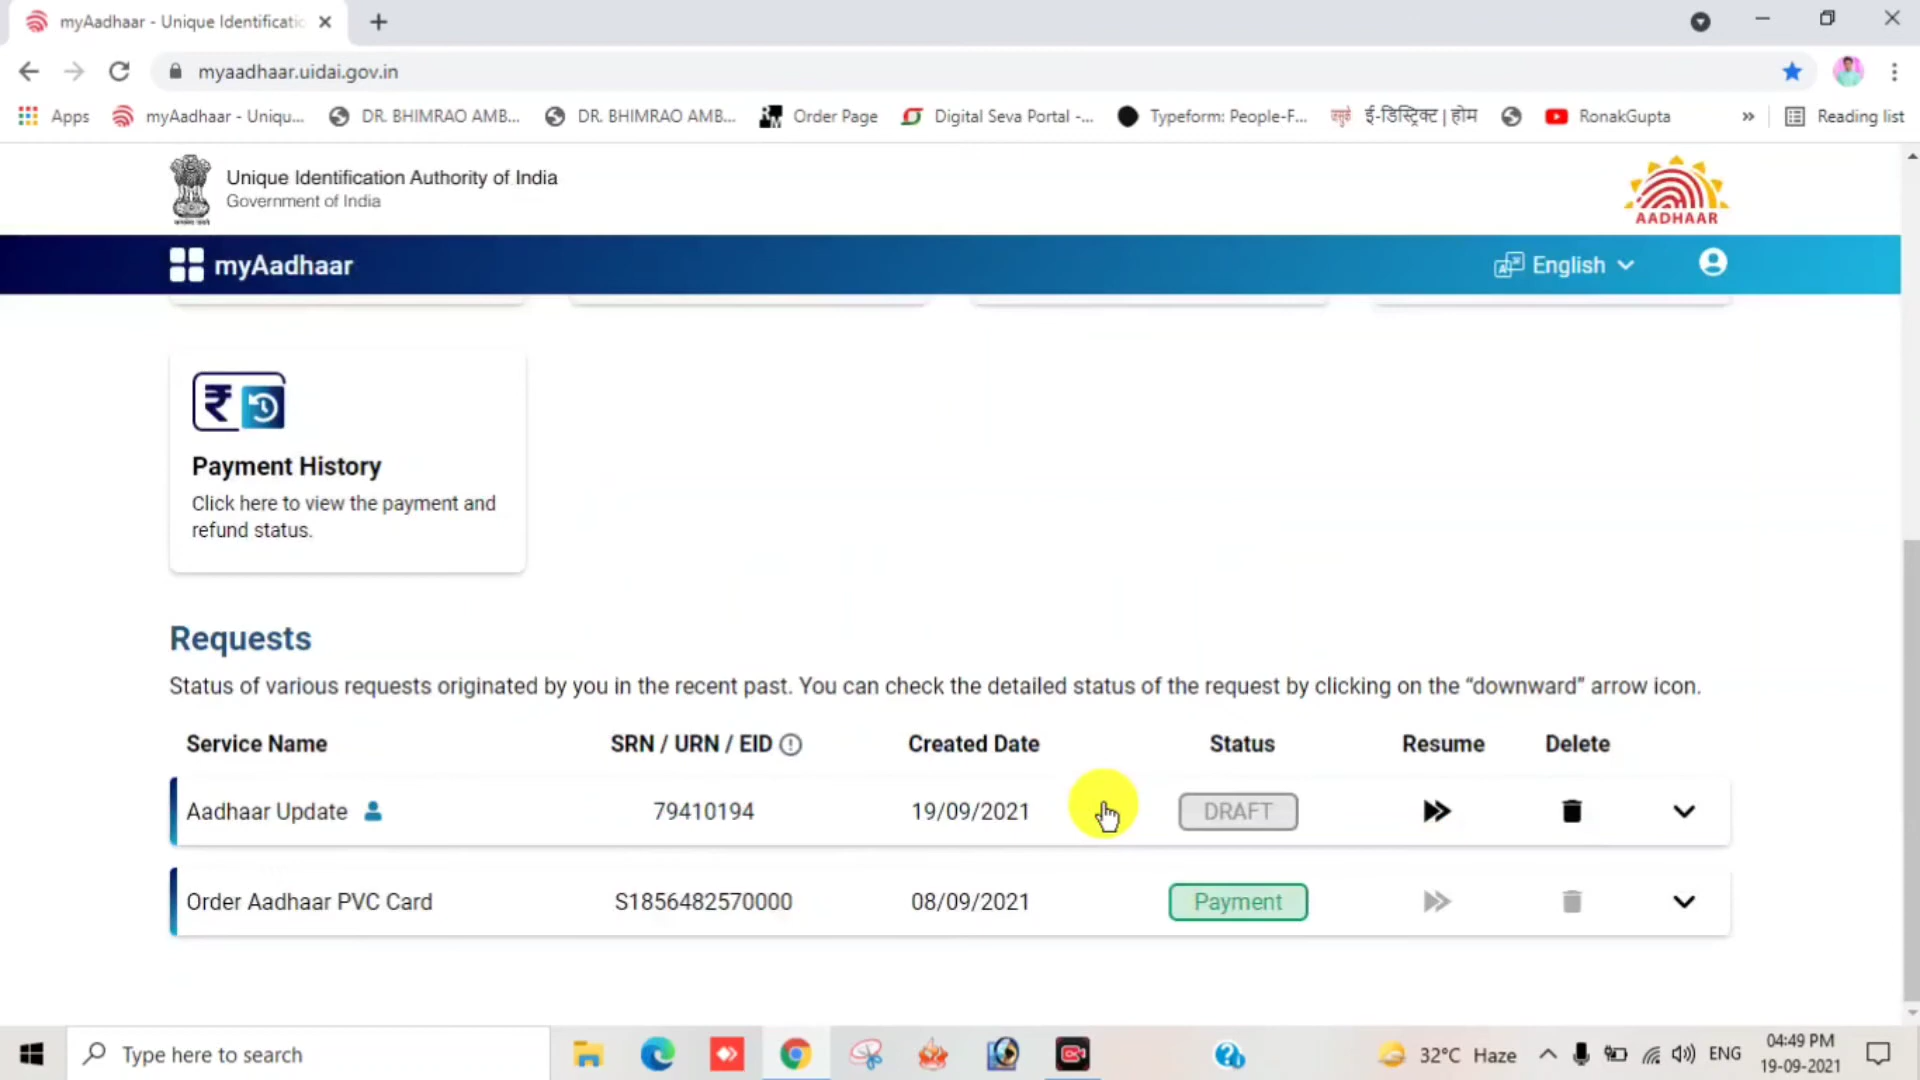 myAadhaar - Unique Identificatic
myaadhaar.uidai.gov.in
Apps
myAadhaar - Uniqu...
DR. BHIMRAO AMB...
DR. BHIMRAO AMB...
Order Page
Digital Seva Portal -...
Typeform: People-F...
ई-डिस्ट्रिक्ट | होम
RonakGupta
»
Reading list
Unique Identification Authority of India
Government of India
AADHAAR
myAadhaar
English
₹
Payment History
Click here to view the payment and
refund status.
Requests
Status of various requests originated by you in the recent past. You can check the detailed status of the request by clicking on the “downward” arrow icon.
Service Name SRN / URN / EID Created Date Status Resume Delete
Aadhaar Update 79410194 19/09/2021 DRAFT
Order Aadhaar PVC Card S1856482570000 08/09/2021 Payment
Type here to search
32°C Haze
ENG
04:49 PM
19-09-2021